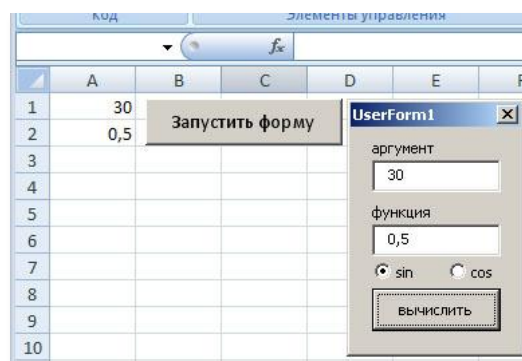 Код Элементы управления
fx
A B C D E F
1 30
2 0,5
Запустить форму
3
4
5
6
7
8
9
10
UserForm1
аргумент
30
функция
0,5
sin cos
вычислить